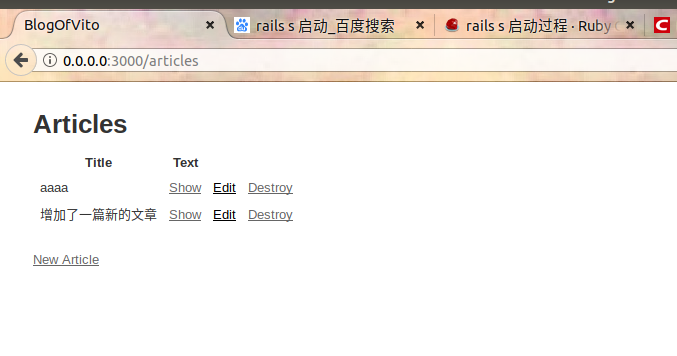 BlogOfVito
rails s 启动_百度搜索
rails s 启动过程 · Ruby
0.0.0.0:3000/articles
Articles
Title Text
aaaa Show Edit Destroy
增加了一篇新的文章 Show Edit Destroy
New Article